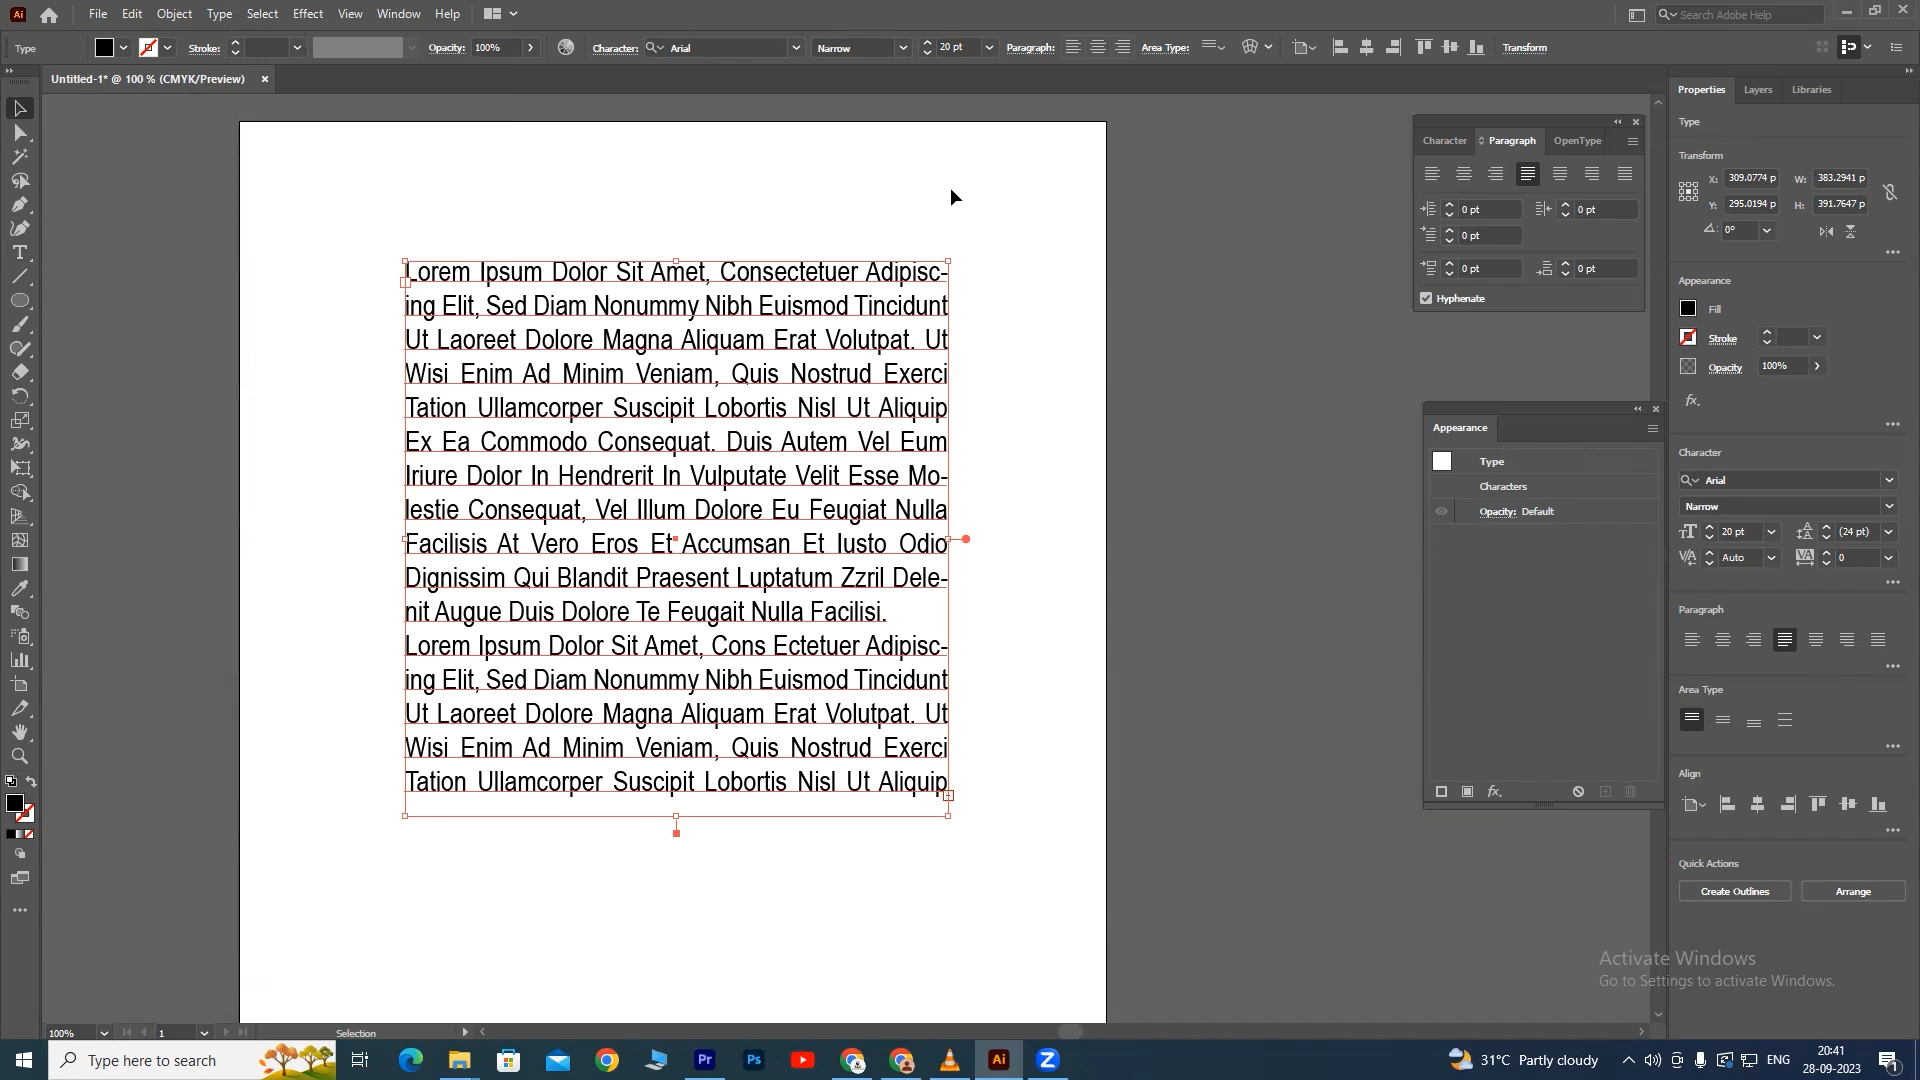 File Edit Object Type Select Effect View Window Help
Search Adobe Help
Type Stroke: Opacity: 100% Character: Arial Narrow 20 pt Paragraph: Area Type: Transform
Untitled-1* @ 100 % (CMYK/Preview)
Lorem Ipsum Dolor Sit Amet, Consectetuer Adipisc-
ing Elit, Sed Diam Nonummy Nibh Euismod Tincidunt
Ut Laoreet Dolore Magna Aliquam Erat Volutpat. Ut
Wisi Enim Ad Minim Veniam, Quis Nostrud Exerci
Tation Ullamcorper Suscipit Lobortis Nisl Ut Aliquip
Ex Ea Commodo Consequat. Duis Autem Vel Eum
Iriure Dolor In Hendrerit In Vulputate Velit Esse Mo-
lestie Consequat, Vel Illum Dolore Eu Feugiat Nulla
Facilisis At Vero Eros Et Accumsan Et Iusto Odio
Dignissim Qui Blandit Praesent Luptatum Zzril Dele-
nit Augue Duis Dolore Te Feugait Nulla Facilisi.
Lorem Ipsum Dolor Sit Amet, Cons Ectetuer Adipisc-
ing Elit, Sed Diam Nonummy Nibh Euismod Tincidunt
Ut Laoreet Dolore Magna Aliquam Erat Volutpat. Ut
Wisi Enim Ad Minim Veniam, Quis Nostrud Exerci
Tation Ullamcorper Suscipit Lobortis Nisl Ut Aliquip
Character Paragraph OpenType
0 pt 0 pt
0 pt
0 pt 0 pt
Hyphenate
Appearance
Type
Characters
Opacity: Default
fx.
Properties Layers Libraries
Type
Transform
X: 309.0774 p W: 383.2941 p
Y: 295.0194 p H: 391.7647 p
0°
Appearance
Fill
Stroke
Opacity 100%
fx.
Character
Arial
Narrow
20 pt (24 pt)
Auto 0
Paragraph
Area Type
Align
Quick Actions
Create Outlines Arrange
Activate Windows
Go to Settings to activate Windows.
100% 1 Selection
Type here to search
Pr Ps Ai
31°C Partly cloudy
ENG
20:41
28-09-2023
1